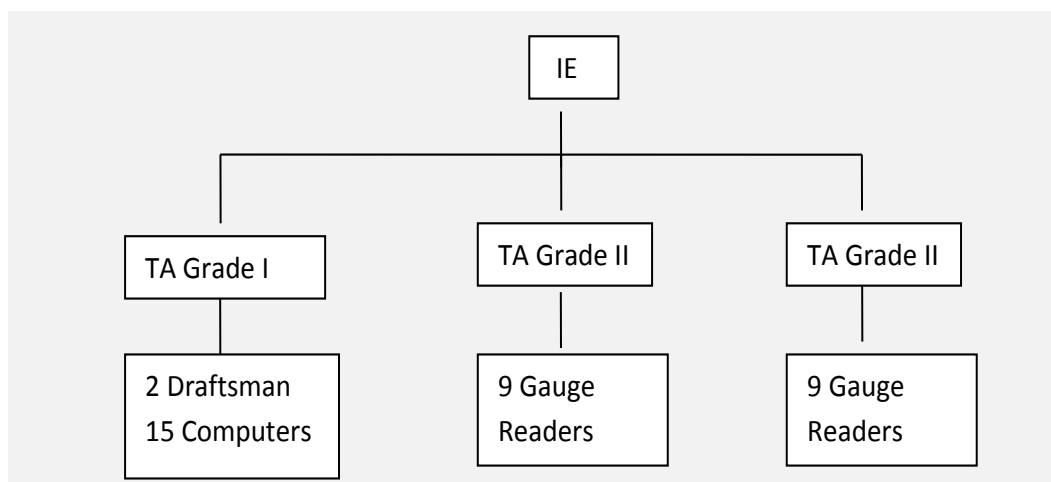 IE
TA Grade I
TA Grade II
TA Grade II
2 Draftsman
15 Computers
9 Gauge
Readers
9 Gauge
Readers